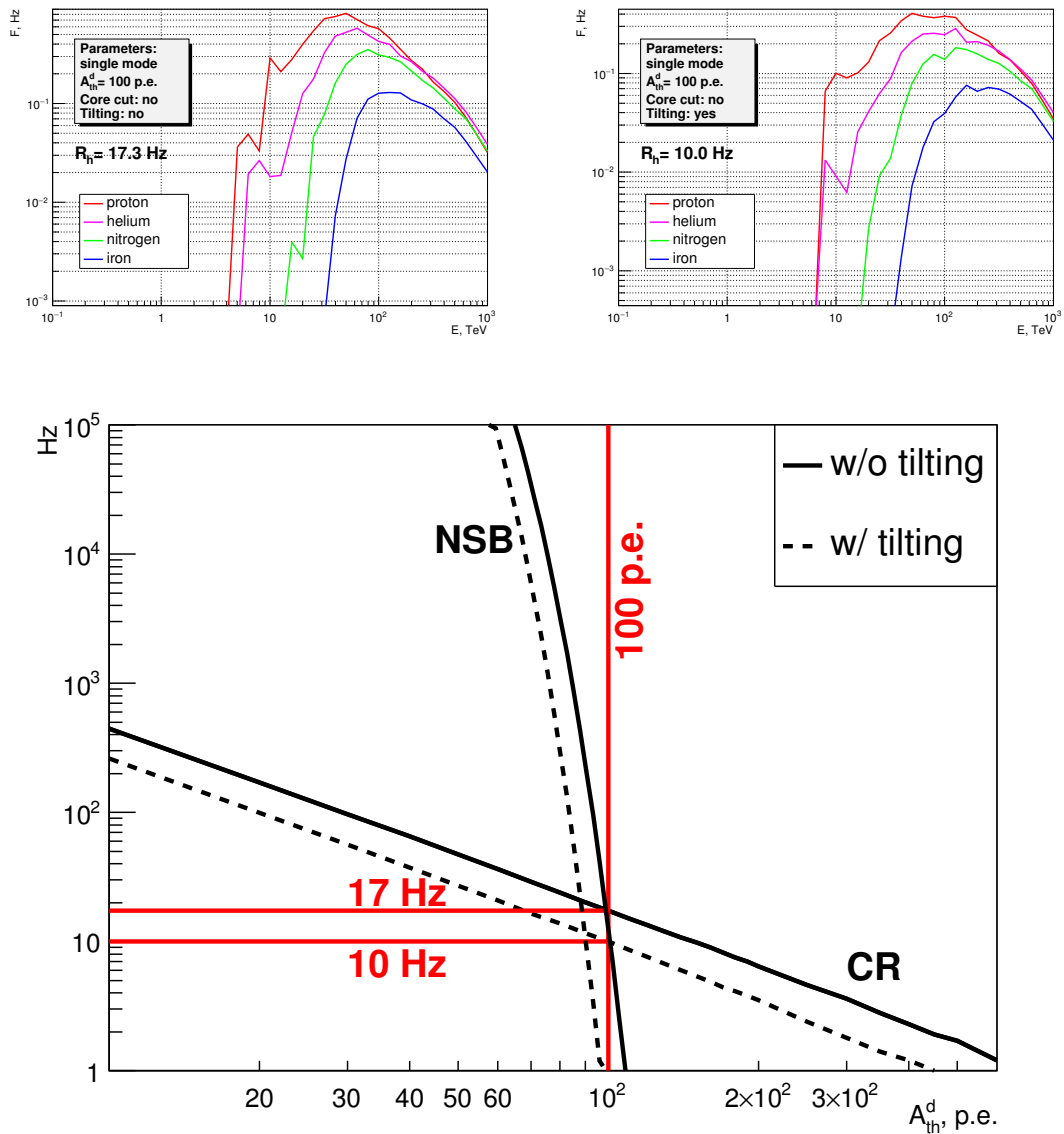 F, Hz
Parameters:
single mode
A^d_th= 100 p.e.
Core cut: no
Tilting: no
R_h= 17.3 Hz
proton
helium
nitrogen
iron
10^-1
10^-2
10^-3
10^-1 1 10 10^2 10^3
E, TeV
F, Hz
Parameters:
single mode
A^d_th= 100 p.e.
Core cut: no
Tilting: yes
R_h= 10.0 Hz
proton
helium
nitrogen
iron
10^-1
10^-2
10^-3
10^-1 1 10 10^2 10^3
E, TeV
Hz
10^5
10^4
10^3
10^2
10
1
w/o tilting
w/ tilting
NSB
100 p.e.
17 Hz
10 Hz
CR
20 30 40 50 60 10^2 2×10^2 3×10^2
A^d_th, p.e.